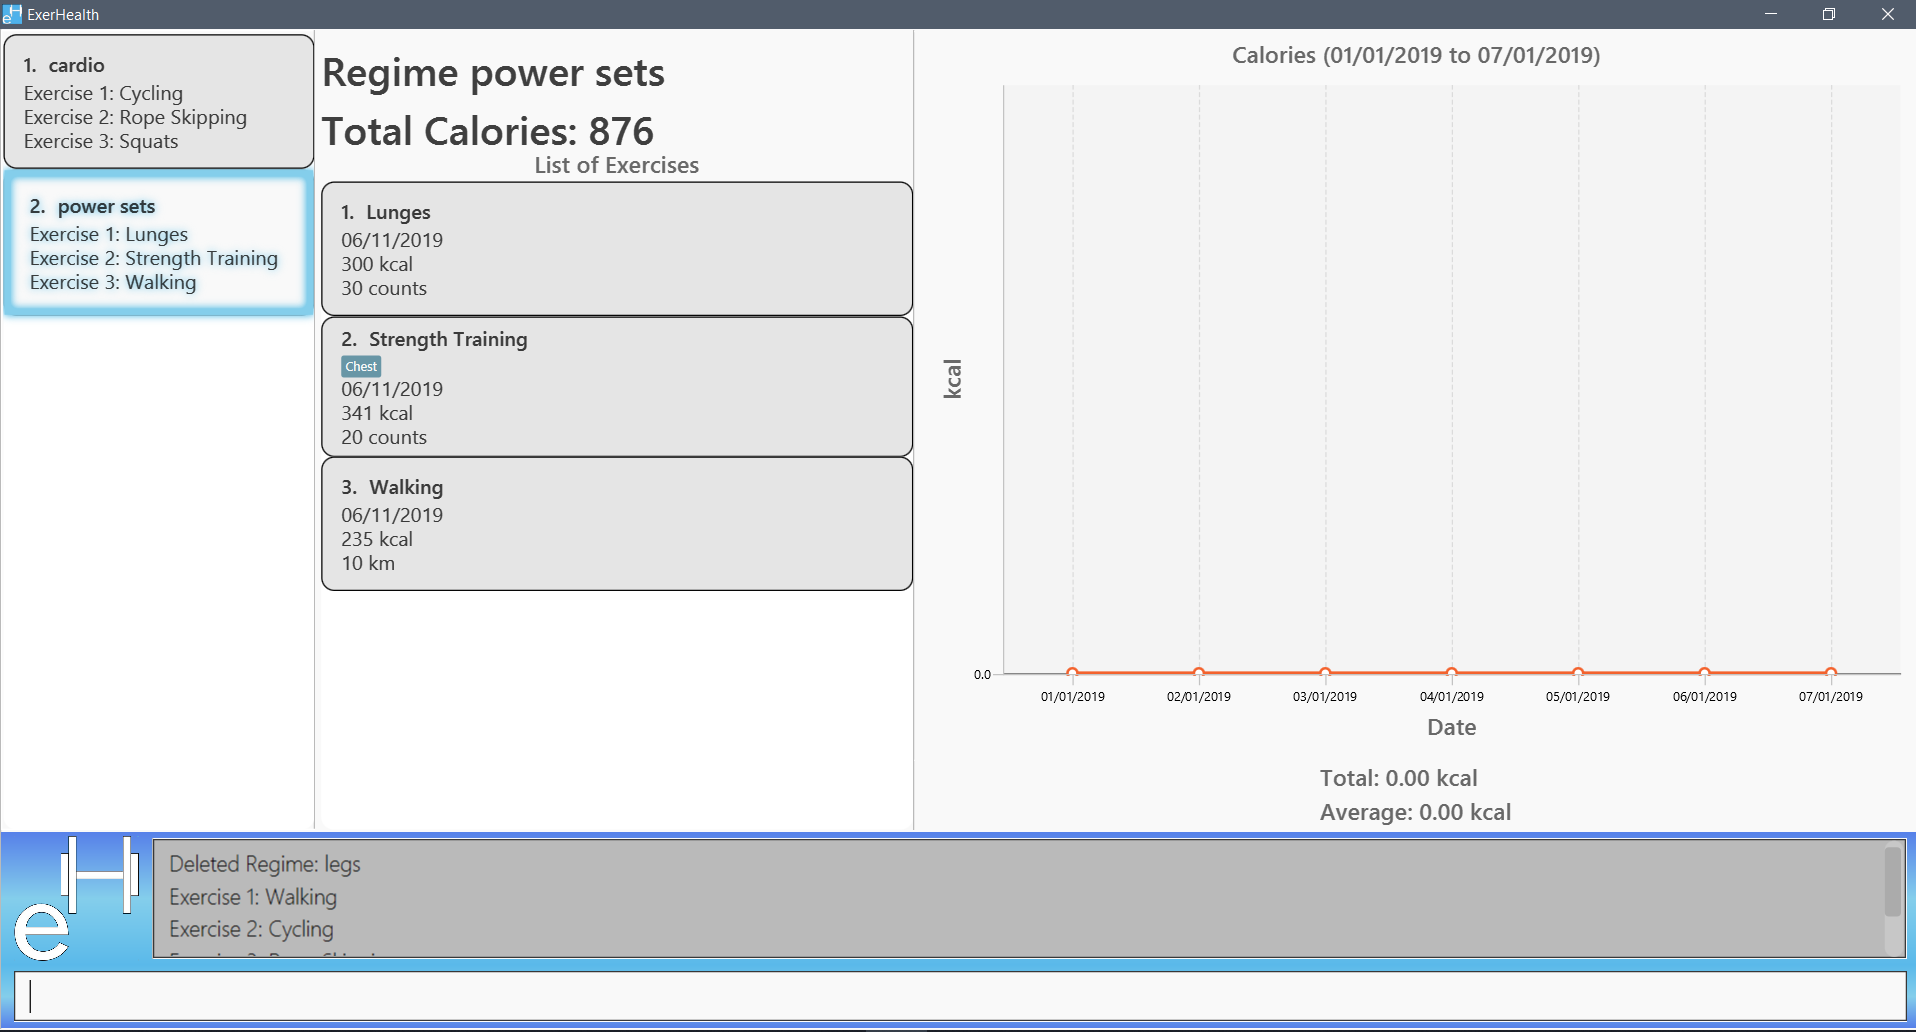 ExerHealth
1. cardio
Exercise 1: Cycling
Exercise 2: Rope Skipping
Exercise 3: Squats
2. power sets
Exercise 1: Lunges
Exercise 2: Strength Training
Exercise 3: Walking
Regime power sets
Total Calories: 876
List of Exercises
1. Lunges
06/11/2019
300 kcal
30 counts
2. Strength Training
Chest
06/11/2019
341 kcal
20 counts
3. Walking
06/11/2019
235 kcal
10 km
Calories (01/01/2019 to 07/01/2019)
kcal
0.0
01/01/2019 02/01/2019 03/01/2019 04/01/2019 05/01/2019 06/01/2019 07/01/2019
Date
Total: 0.00 kcal
Average: 0.00 kcal
eH
Deleted Regime: legs
Exercise 1: Walking
Exercise 2: Cycling